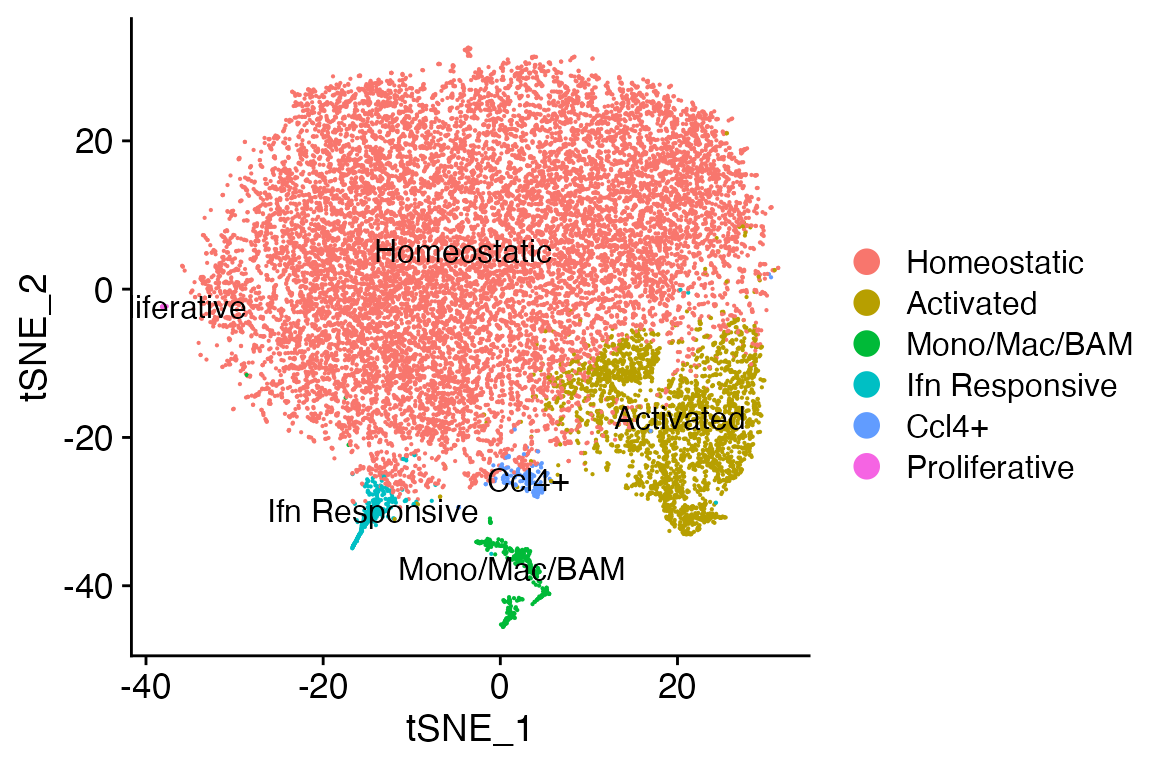 tSNE_2
20
0
-20
-40
Homeostatic
iferative
Activated
Ccl4+
Ifn Responsive
Mono/Mac/BAM
-40 -20 0 20
tSNE_1
Homeostatic
Activated
Mono/Mac/BAM
Ifn Responsive
Ccl4+
Proliferative